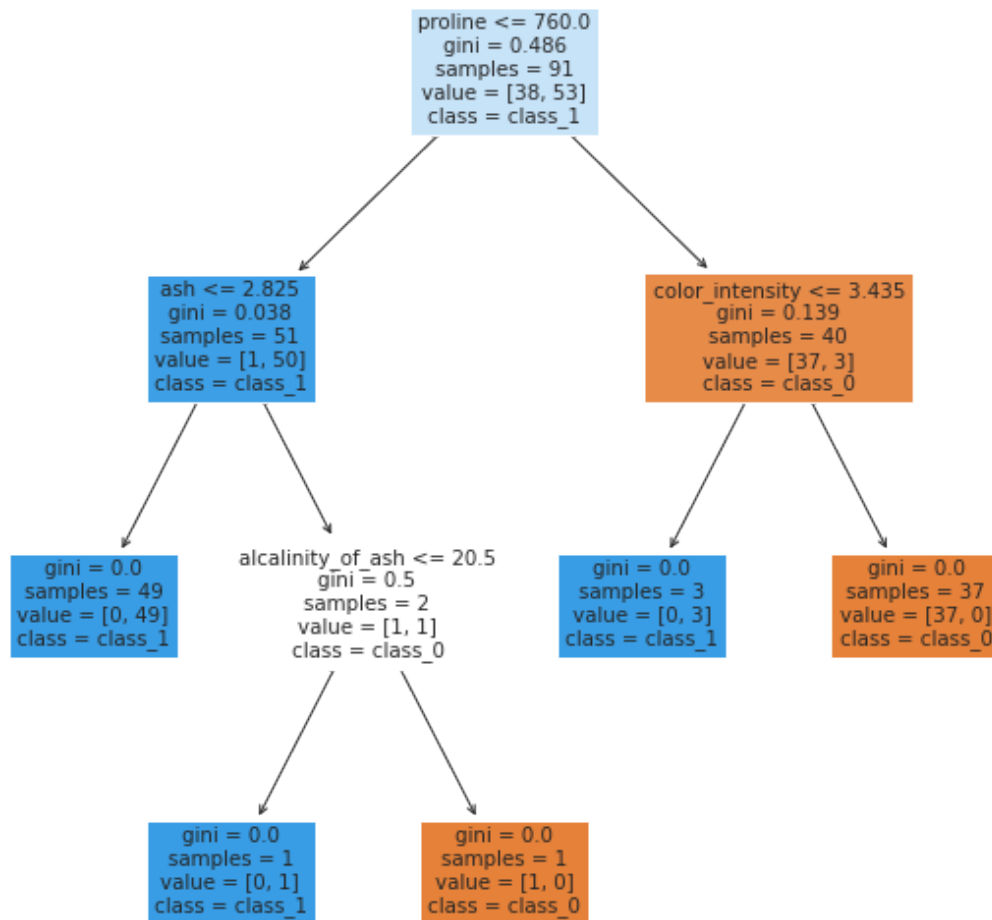 proline <= 760.0
gini = 0.486
samples = 91
value = [38, 53]
class = class_1
ash <= 2.825
gini = 0.038
samples = 51
value = [1, 50]
class = class_1
color_intensity <= 3.435
gini = 0.139
samples = 40
value = [37, 3]
class = class_0
gini = 0.0
samples = 49
value = [0, 49]
class = class_1
alcalinity_of_ash <= 20.5
gini = 0.5
samples = 2
value = [1, 1]
class = class_0
gini = 0.0
samples = 3
value = [0, 3]
class = class_1
gini = 0.0
samples = 37
value = [37, 0]
class = class_0
gini = 0.0
samples = 1
value = [0, 1]
class = class_1
gini = 0.0
samples = 1
value = [1, 0]
class = class_0